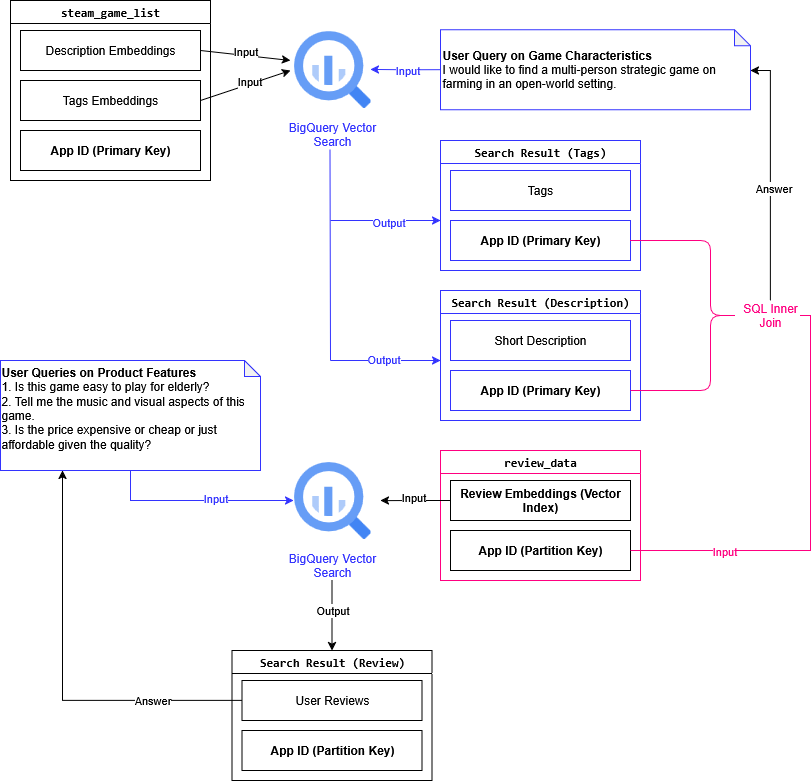 steam_game_list
Description Embeddings
Tags Embeddings
App ID (Primary Key)
Input
Input
BigQuery Vector
Search
Input
User Query on Game Characteristics
I would like to find a multi-person strategic game on
farming in an open-world setting.
Answer
Search Result (Tags)
Tags
App ID (Primary Key)
Output
Search Result (Description)
Short Description
App ID (Primary Key)
Output
SQL Inner
Join
User Queries on Product Features
1. Is this game easy to play for elderly?
2. Tell me the music and visual aspects of this
game.
3. Is the price expensive or cheap or just
affordable given the quality?
Input
BigQuery Vector
Search
Input
review_data
Review Embeddings (Vector
Index)
App ID (Partition Key)
Input
Output
Search Result (Review)
User Reviews
App ID (Partition Key)
Answer